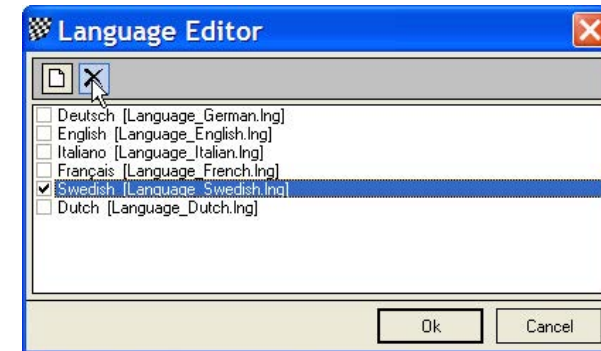 Language Editor
Deutsch [Language_German.lng]
English [Language_English.lng]
Italiano [Language_Italian.lng]
Français [Language_French.lng]
Swedish [Language_Swedish.lng]
Dutch [Language_Dutch.lng]
Ok
Cancel